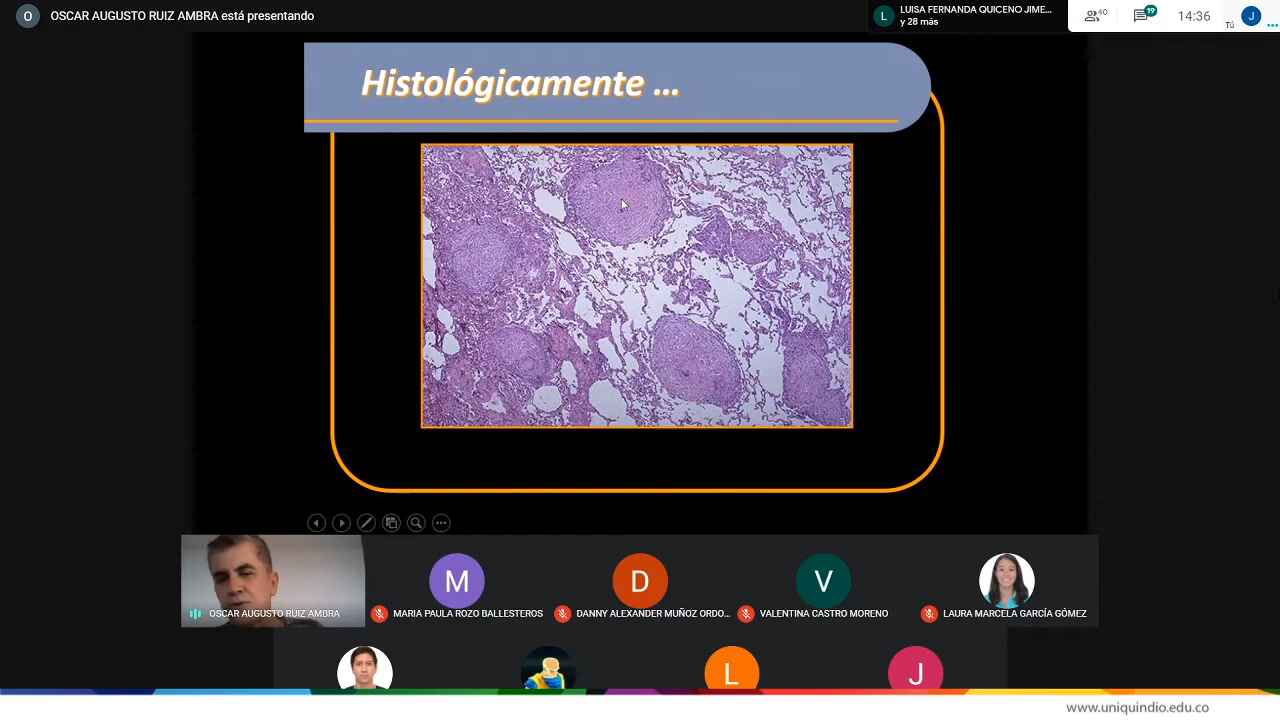 O
OSCAR AUGUSTO RUIZ AMBRA está presentando
L
LUISA FERNANDA QUICENO JIME...
y 28 más
40
19
14:36
Tú
J
Histológicamente ...
OSCAR AUGUSTO RUIZ AMBRA
M
MARIA PAULA ROZO BALLESTEROS
D
DANNY ALEXANDER MUÑOZ ORDO...
V
VALENTINA CASTRO MORENO
LAURA MARCELA GARCÍA GÓMEZ
L
J
www.uniquindio.edu.co